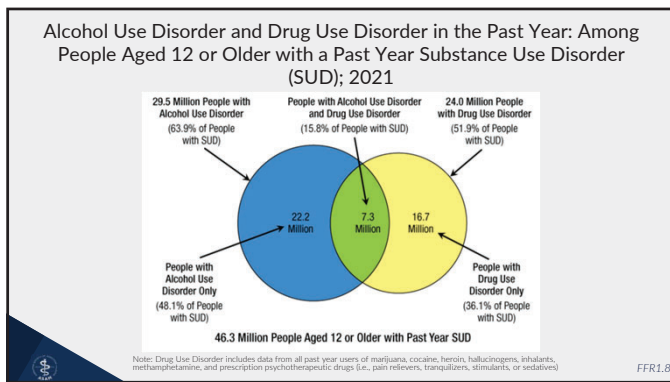 Alcohol Use Disorder and Drug Use Disorder in the Past Year: Among
People Aged 12 or Older with a Past Year Substance Use Disorder
(SUD); 2021
29.5 Million People with
Alcohol Use Disorder
(63.9% of People
with SUD)
People with Alcohol Use Disorder
and Drug Use Disorder
(15.8% of People with SUD)
24.0 Million People
with Drug Use Disorder
(51.9% of People
with SUD)
22.2
Million
7.3
Million
16.7
Million
People with
Alcohol Use
Disorder Only
(48.1% of People
with SUD)
People with
Drug Use
Disorder Only
(36.1% of People
with SUD)
46.3 Million People Aged 12 or Older with Past Year SUD
Note: Drug Use Disorder includes data from all past year users of marijuana, cocaine, heroin, hallucinogens, inhalants,
methamphetamine, and prescription psychotherapeutic drugs (i.e., pain relievers, tranquilizers, stimulants, or sedatives)